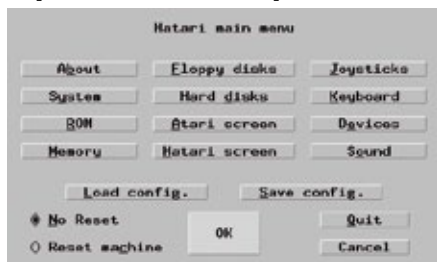 Hatari main menu
About Floppy disks Joysticks
System Hard disks Keyboard
ROM Atari screen Devices
Memory Hatari screen Sound
Load config. Save config.
No Reset OK Quit
Reset machine Cancel